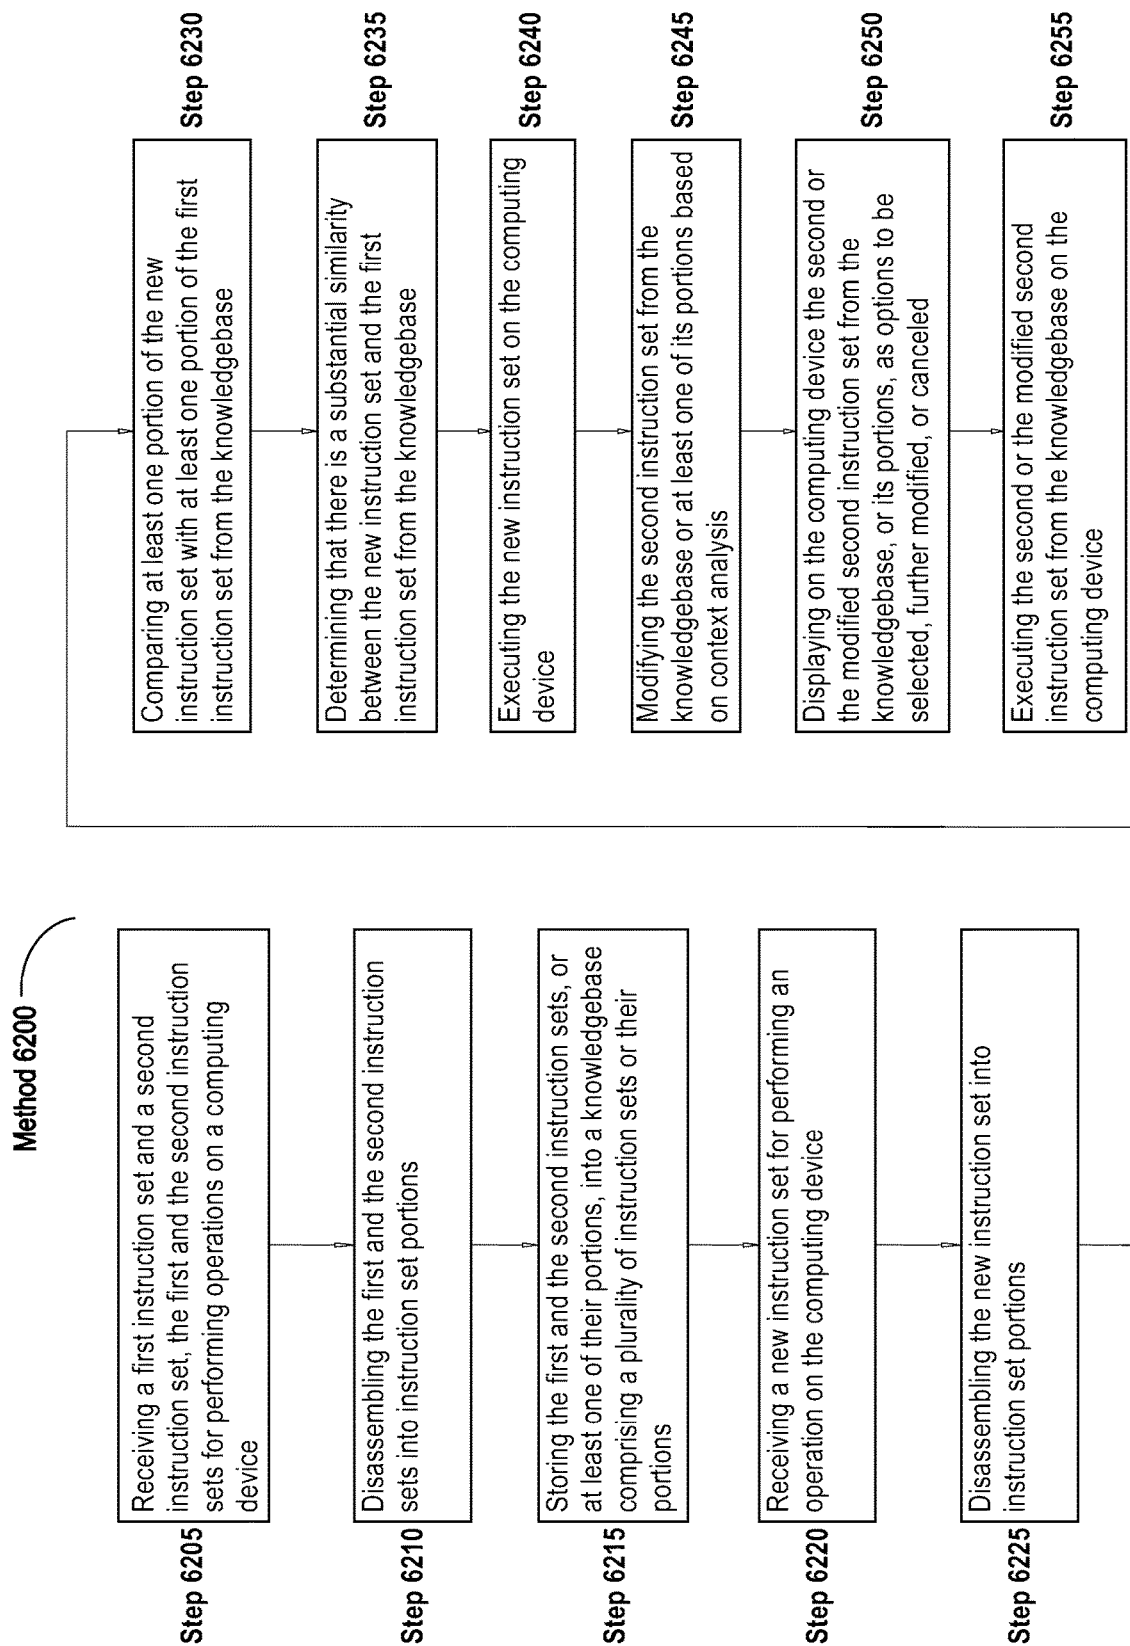 Method 6200
Step 6205
Receiving a first instruction set and a second
instruction set, the first and the second instruction
sets for performing operations on a computing
device
Step 6210
Disassembling the first and the second instruction
sets into instruction set portions
Step 6215
Storing the first and the second instruction sets, or
at least one of their portions, into a knowledgebase
comprising a plurality of instruction sets or their
portions
Step 6220
Receiving a new instruction set for performing an
operation on the computing device
Step 6225
Disassembling the new instruction set into
instruction set portions
Comparing at least one portion of the new
instruction set with at least one portion of the first
instruction set from the knowledgebase
Step 6230
Determining that there is a substantial similarity
between the new instruction set and the first
instruction set from the knowledgebase
Step 6235
Executing the new instruction set on the computing
device
Step 6240
Modifying the second instruction set from the
knowledgebase or at least one of its portions based
on context analysis
Step 6245
Displaying on the computing device the second or
the modified second instruction set from the
knowledgebase, or its portions, as options to be
selected, further modified, or canceled
Step 6250
Executing the second or the modified second
instruction set from the knowledgebase on the
computing device
Step 6255